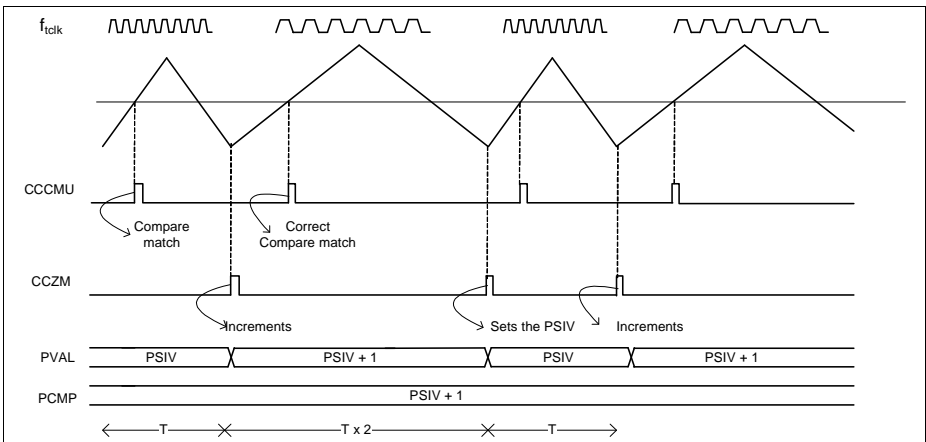 ftclk
CCCMU
Compare
match
Correct
Compare match
CCZM
Increments
Sets the PSIV
Increments
PVAL
PSIV
PSIV + 1
PSIV
PSIV + 1
PCMP
PSIV + 1
T
T x 2
T